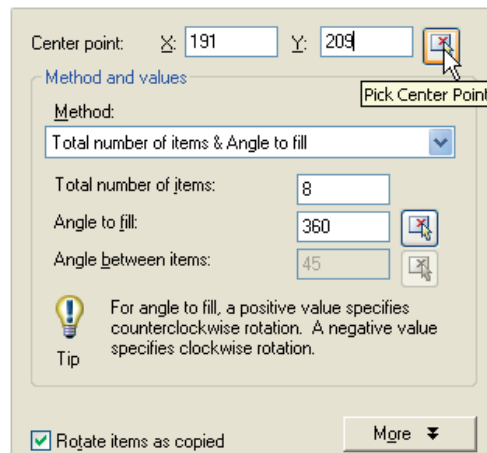 Center point: X: 191 Y: 209
Pick Center Point
Method and values
Method:
Total number of items & Angle to fill
Total number of items: 8
Angle to fill: 360
Angle between items: 45
For angle to fill, a positive value specifies
counterclockwise rotation. A negative value
specifies clockwise rotation.
Tip
Rotate items as copied
More